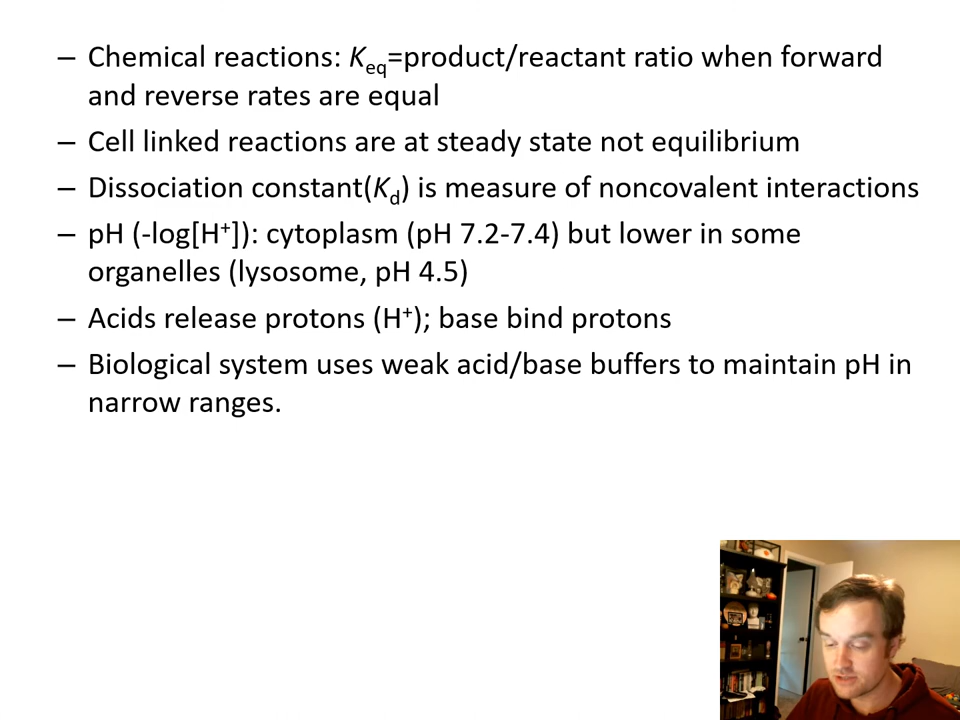 – Chemical reactions: Keq=product/reactant ratio when forward
and reverse rates are equal
– Cell linked reactions are at steady state not equilibrium
– Dissociation constant(Kd) is measure of noncovalent interactions
– pH (-log[H+]): cytoplasm (pH 7.2-7.4) but lower in some
organelles (lysosome, pH 4.5)
– Acids release protons (H+); base bind protons
– Biological system uses weak acid/base buffers to maintain pH in
narrow ranges.